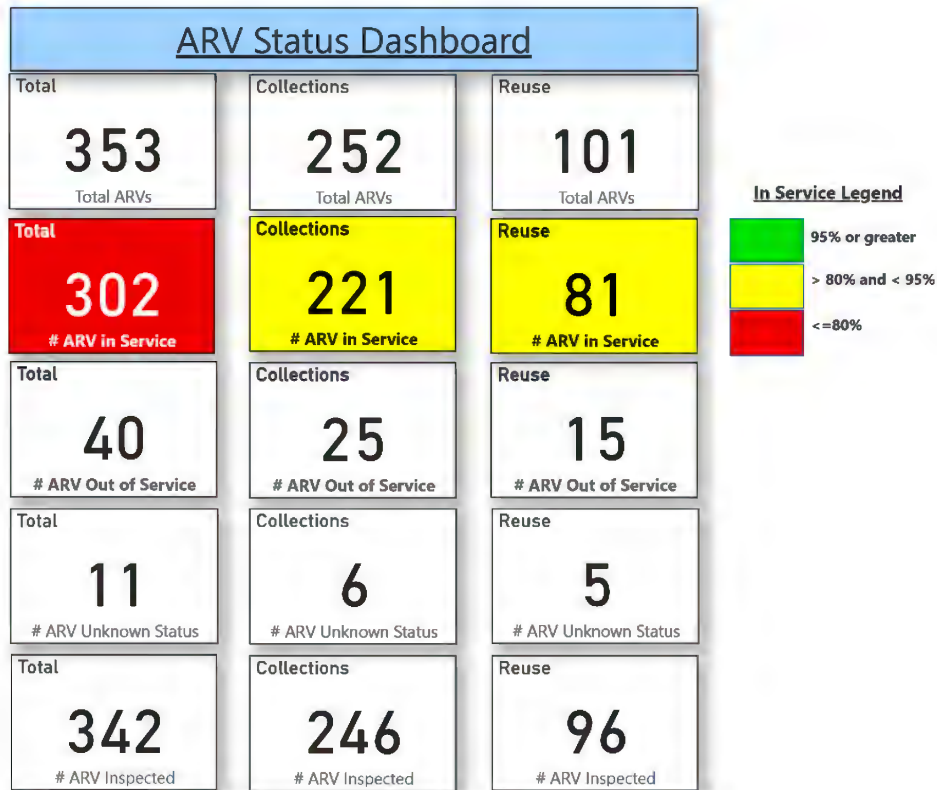 ARV Status Dashboard
Total
353
Total ARVs
Collections
252
Total ARVs
Reuse
101
Total ARVs
Total
302
# ARV in Service
Collections
221
# ARV in Service
Reuse
81
# ARV in Service
Total
40
# ARV Out of Service
Collections
25
# ARV Out of Service
Reuse
15
# ARV Out of Service
Total
11
# ARV Unknown Status
Collections
6
# ARV Unknown Status
Reuse
5
# ARV Unknown Status
Total
342
# ARV Inspected
Collections
246
# ARV Inspected
Reuse
96
# ARV Inspected
In Service Legend
95% or greater
> 80% and < 95%
<=80%